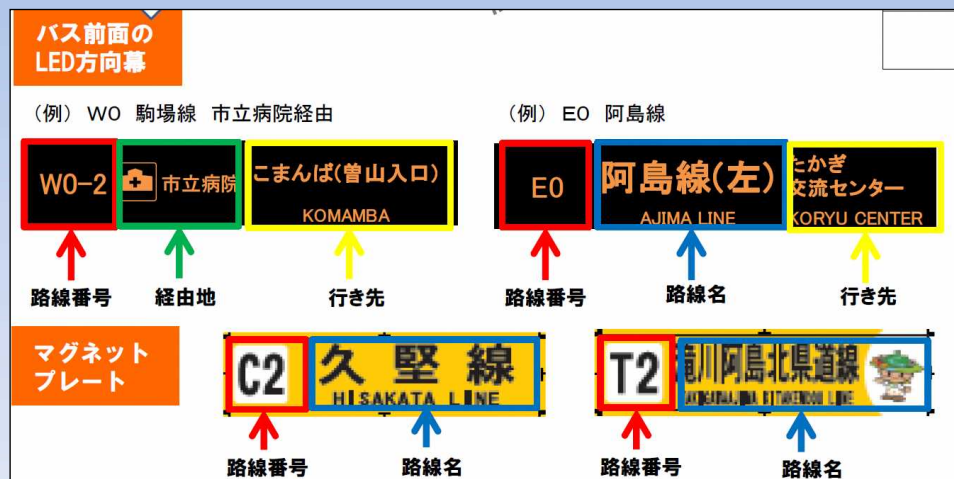 バス前面の
LED方向幕
（例）W0 駒場線 市立病院経由
（例）E0 阿島線
W0-2
市立病院
こまんば(曽山入口)
KOMAMBA
E0
阿島線(左)
AJIMA LINE
たかぎ
交流センター
KORYU CENTER
路線番号
経由地
行き先
路線番号
路線名
行き先
マグネット
プレート
C2
久堅線
HISAKATA LINE
T2
滝川阿島北県道線
路線番号
路線名
路線番号
路線名